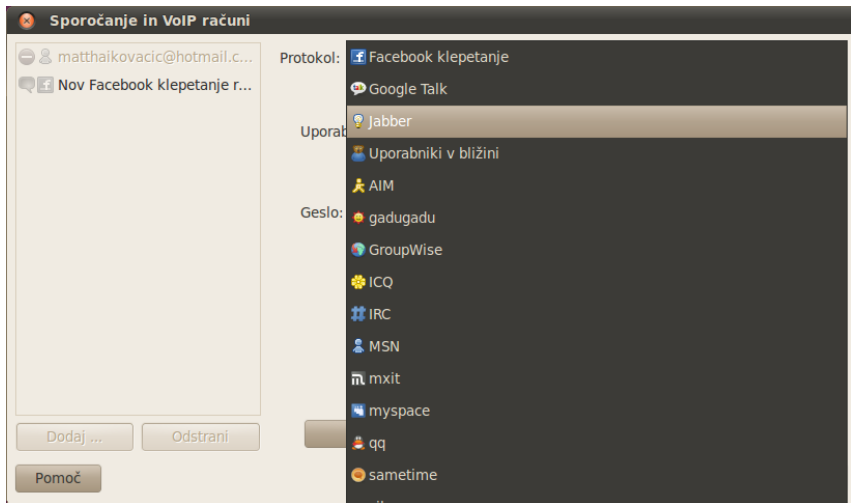 Sporočanje in VoIP računi
matthaikovacic@hotmail.c...
Nov Facebook klepetanje r...
Dodaj ...
Odstrani
Pomoč
Protokol:
Uporab
Geslo:
Facebook klepetanje
Google Talk
Jabber
Uporabniki v bližini
AIM
gadugadu
GroupWise
ICQ
IRC
MSN
mxit
myspace
qq
sametime